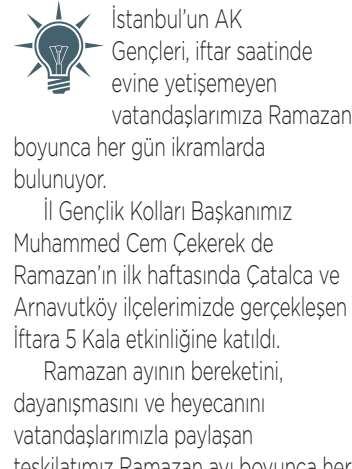 İstanbul’un AK
Gençleri, iftar saatinde
evine yetişemeyen
vatandaşlarımıza Ramazan
boyunca her gün ikramlarda
bulunuyor.
İl Gençlik Kolları Başkanımız
Muhammed Cem Çekerek de
Ramazan’ın ilk haftasında Çatalca ve
Arnavutköy ilçelerimizde gerçekleşen
İftara 5 Kala etkinliğine katıldı.
Ramazan ayının bereketini,
dayanışmasını ve heyecanını
vatandaşlarımızla paylaşan
teşkilatımız Ramazan ayı boyunca her